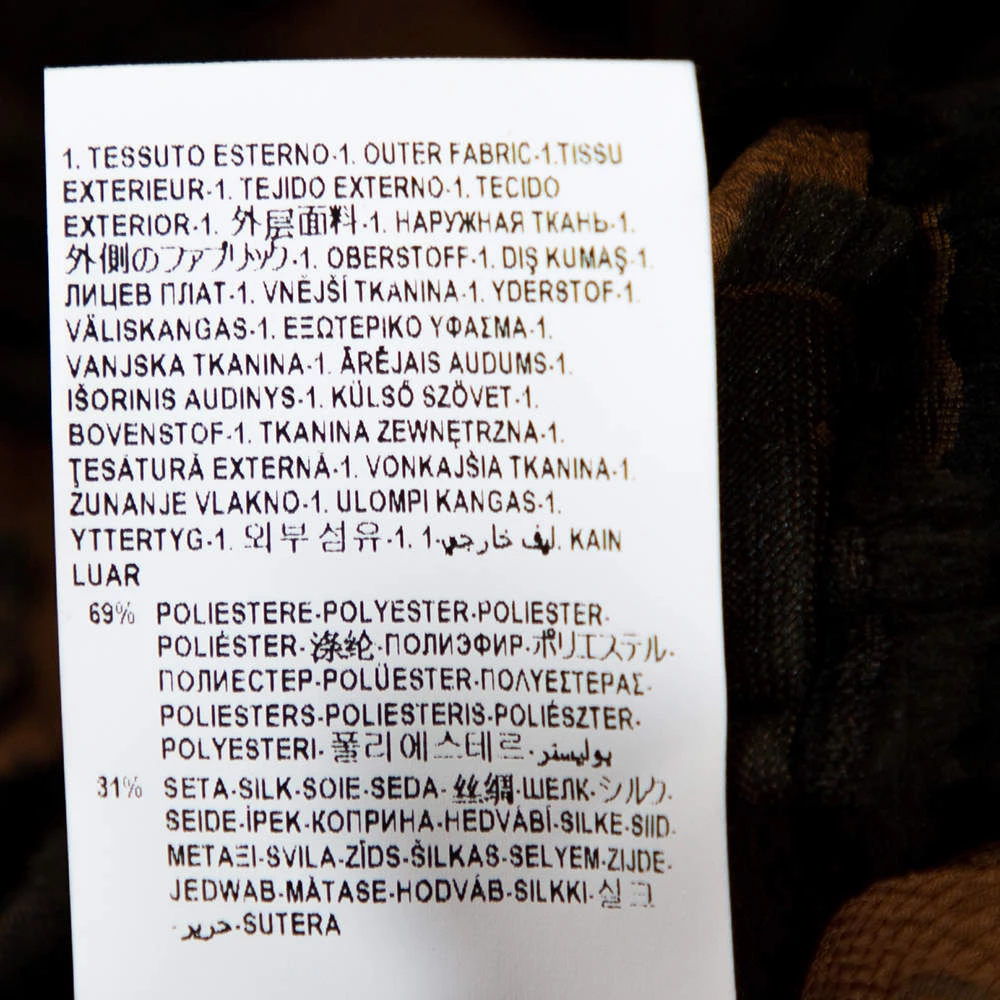 1. TESSUTO ESTERNO-1. OUTER FABRIC-1.TISSU
EXTERIEUR-1. TEJIDO EXTERNO-1. TECIDO
EXTERIOR-1. 外层面料-1. НАРУЖНАЯ ТКАНЬ-1.
外側のファブリック-1. OBERSTOFF-1. DIŞ KUMAŞ-1.
ЛИЦЕВ ПЛАТ-1. VNĚJŠÍ TKANINA-1. YDERSTOF-1.
VÄLISKANGAS-1. ΕΞΩΤΕΡΙΚΟ ΥΦΑΣΜΑ-1.
VANJSKA TKANINA-1. ĀRĒJAIS AUDUMS-1.
IŠORINIS AUDINYS-1. KÜLSŐ SZÖVET-1.
BOVENSTOF-1. TKANINA ZEWNĘTRZNA-1.
ŢESĂTURĂ EXTERNĂ-1. VONKAJŠIA TKANINA-1.
ZUNANJE VLAKNO-1. ULOMPI KANGAS-1.
YTTERTYG-1. 외부 섬유-1. 1-ليف خارجي. KAIN
LUAR
69% POLIESTERE-POLYESTER-POLIESTER-
POLIÉSTER-涤纶-ПОЛИЭФИР-ポリエステル-
ПОЛИЕСТЕР-POLÜESTER-ΠΟΛΥΕΣΤΕΡΑΣ-
POLIESTERS-POLIESTERIS-POLIÉSZTER-
POLYESTERI-폴리에스테르-بوليستر
31% SETA-SILK-SOIE-SEDA-丝绸-ШЕЛК-シルク-
SEIDE-İPEK-КОПРИНА-HEDVÁBÍ-SILKE-SIID-
ΜΕΤΑΞΙ-SVILA-ZĪDS-ŠILKAS-SELYEM-ZIJDE-
JEDWAB-MĂTASE-HODVÁB-SILKKI-실크
-حرير-SUTERA